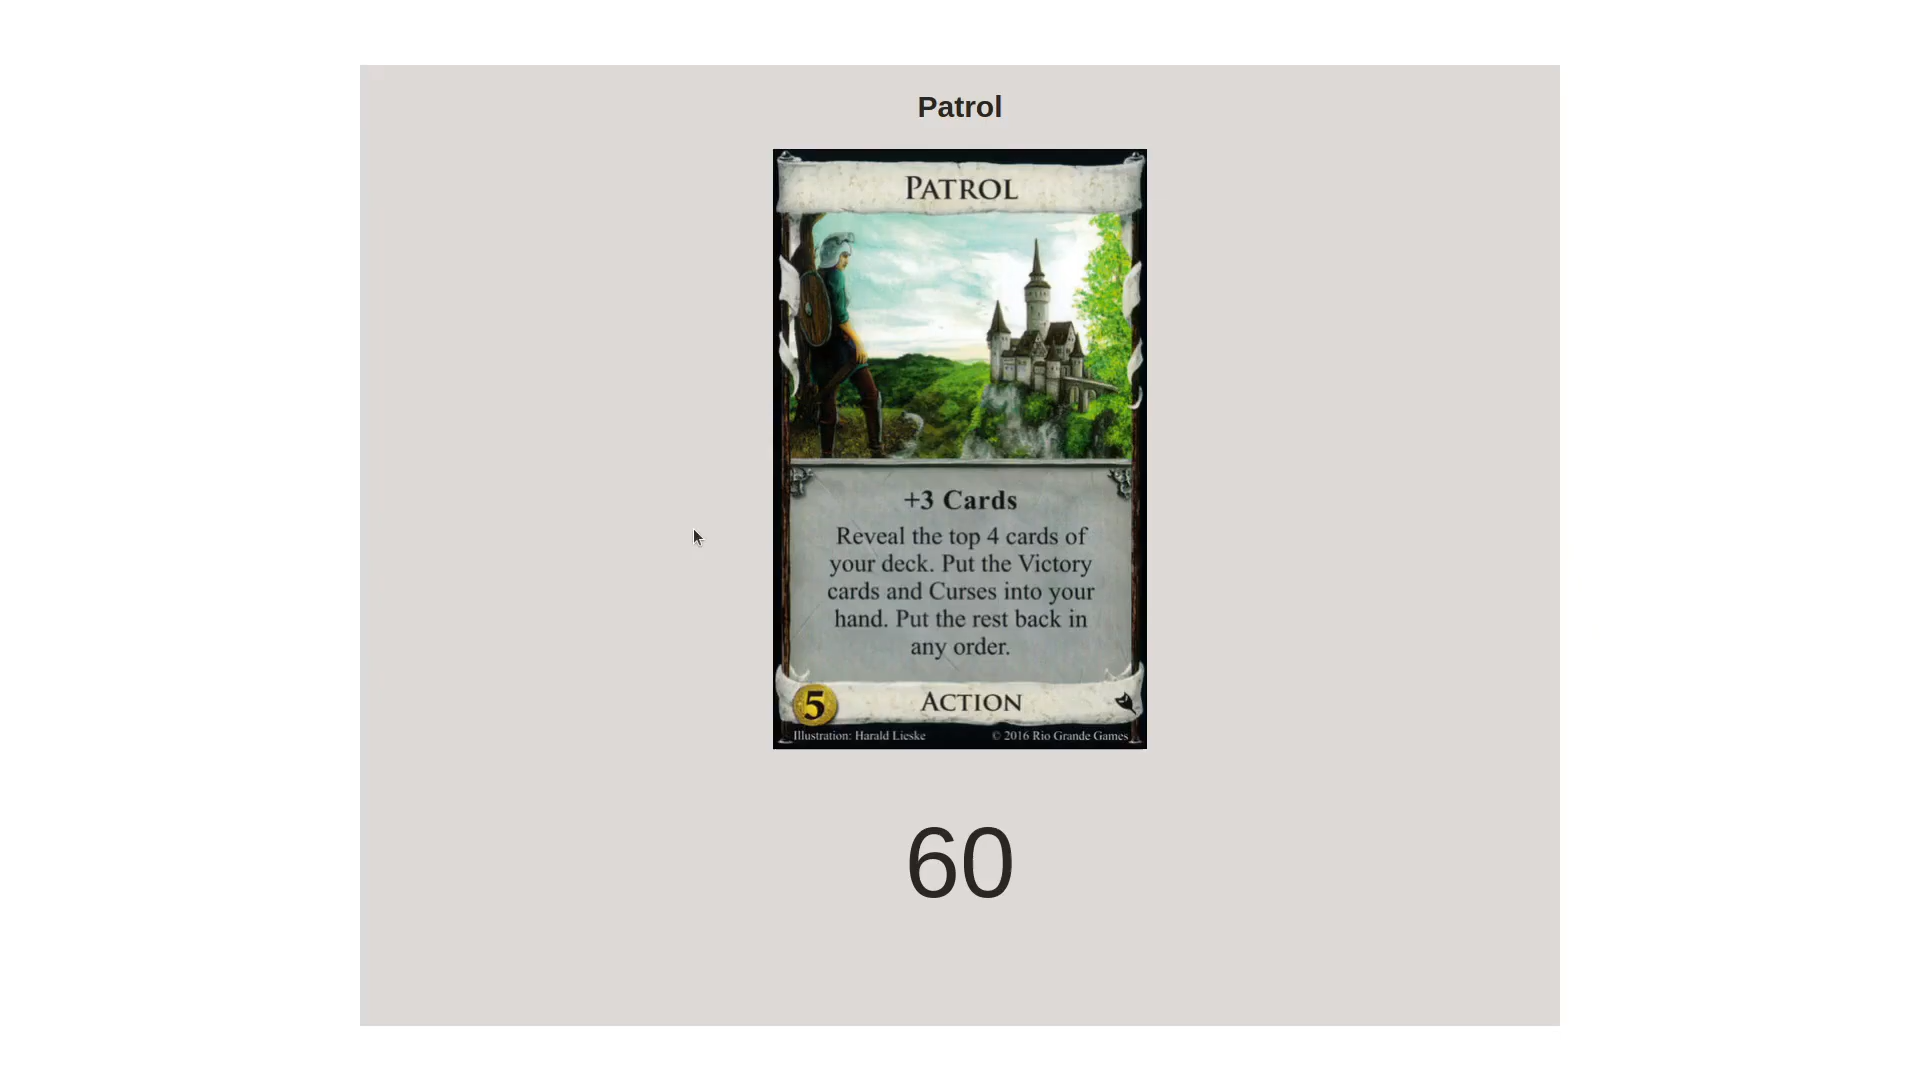 Patrol
PATROL
+3 Cards
Reveal the top 4 cards of
your deck. Put the Victory
cards and Curses into your
hand. Put the rest back in
any order.
5 ACTION
Illustration: Harald Lieske © 2016 Rio Grande Games
60